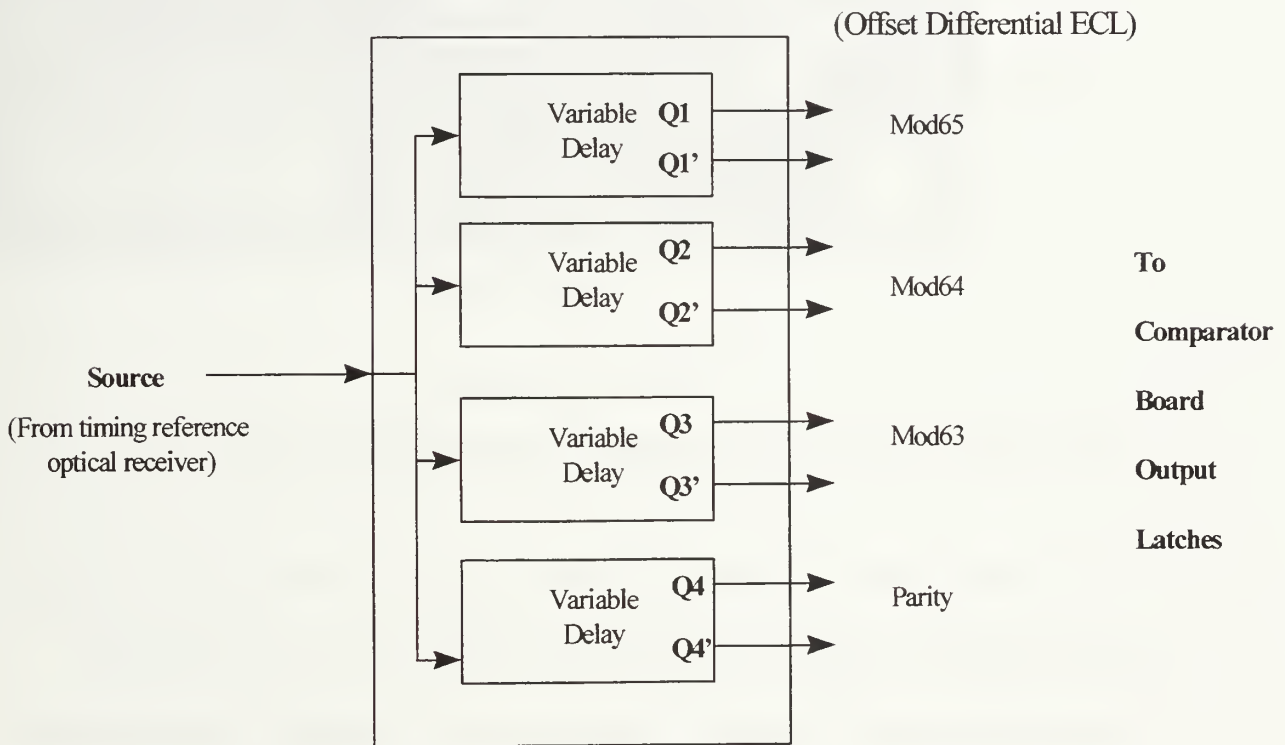 (Offset Differential ECL)
Variable
Delay
Q1
Q1’
Mod65
Variable
Delay
Q2
Q2’
Mod64
Source
(From timing reference
optical receiver)
Variable
Delay
Q3
Q3’
Mod63
Variable
Delay
Q4
Q4’
Parity
To
Comparator
Board
Output
Latches